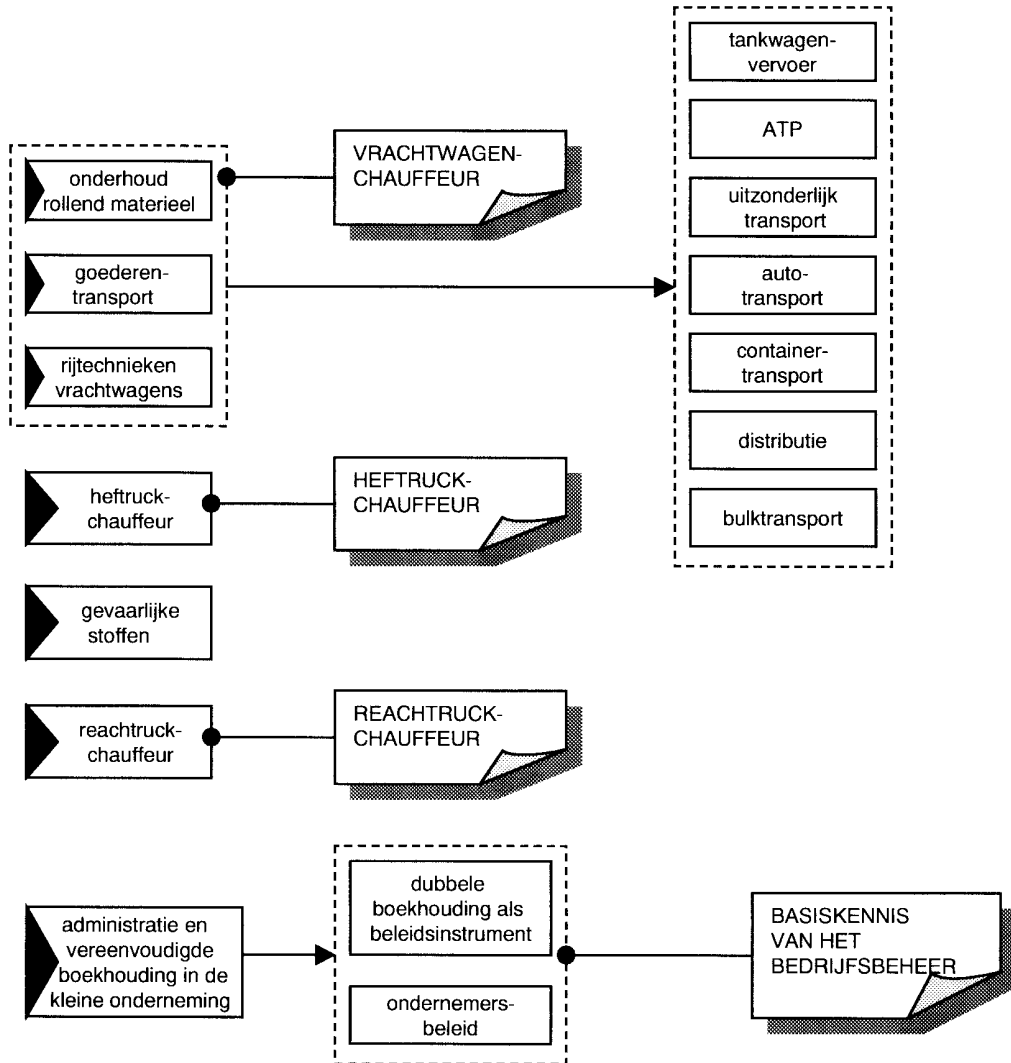 tankwagen-
vervoer
ATP
uitzonderlijk
transport
auto-
transport
container-
transport
distributie
bulktransport
onderhoud
rollend materieel
goederen-
transport
rijtechnieken
vrachtwagens
VRACHTWAGEN-
CHAUFFEUR
heftruck-
chauffeur
HEFTRUCK-
CHAUFFEUR
gevaarlijke
stoffen
reachtruck-
chauffeur
REACHTRUCK-
CHAUFFEUR
administratie en
vereenvoudigde
boekhouding in de
kleine onderneming
dubbele
boekhouding als
beleidsinstrument
ondernemers-
beleid
BASISKENNIS
VAN HET
BEDRIJFSBEHEER